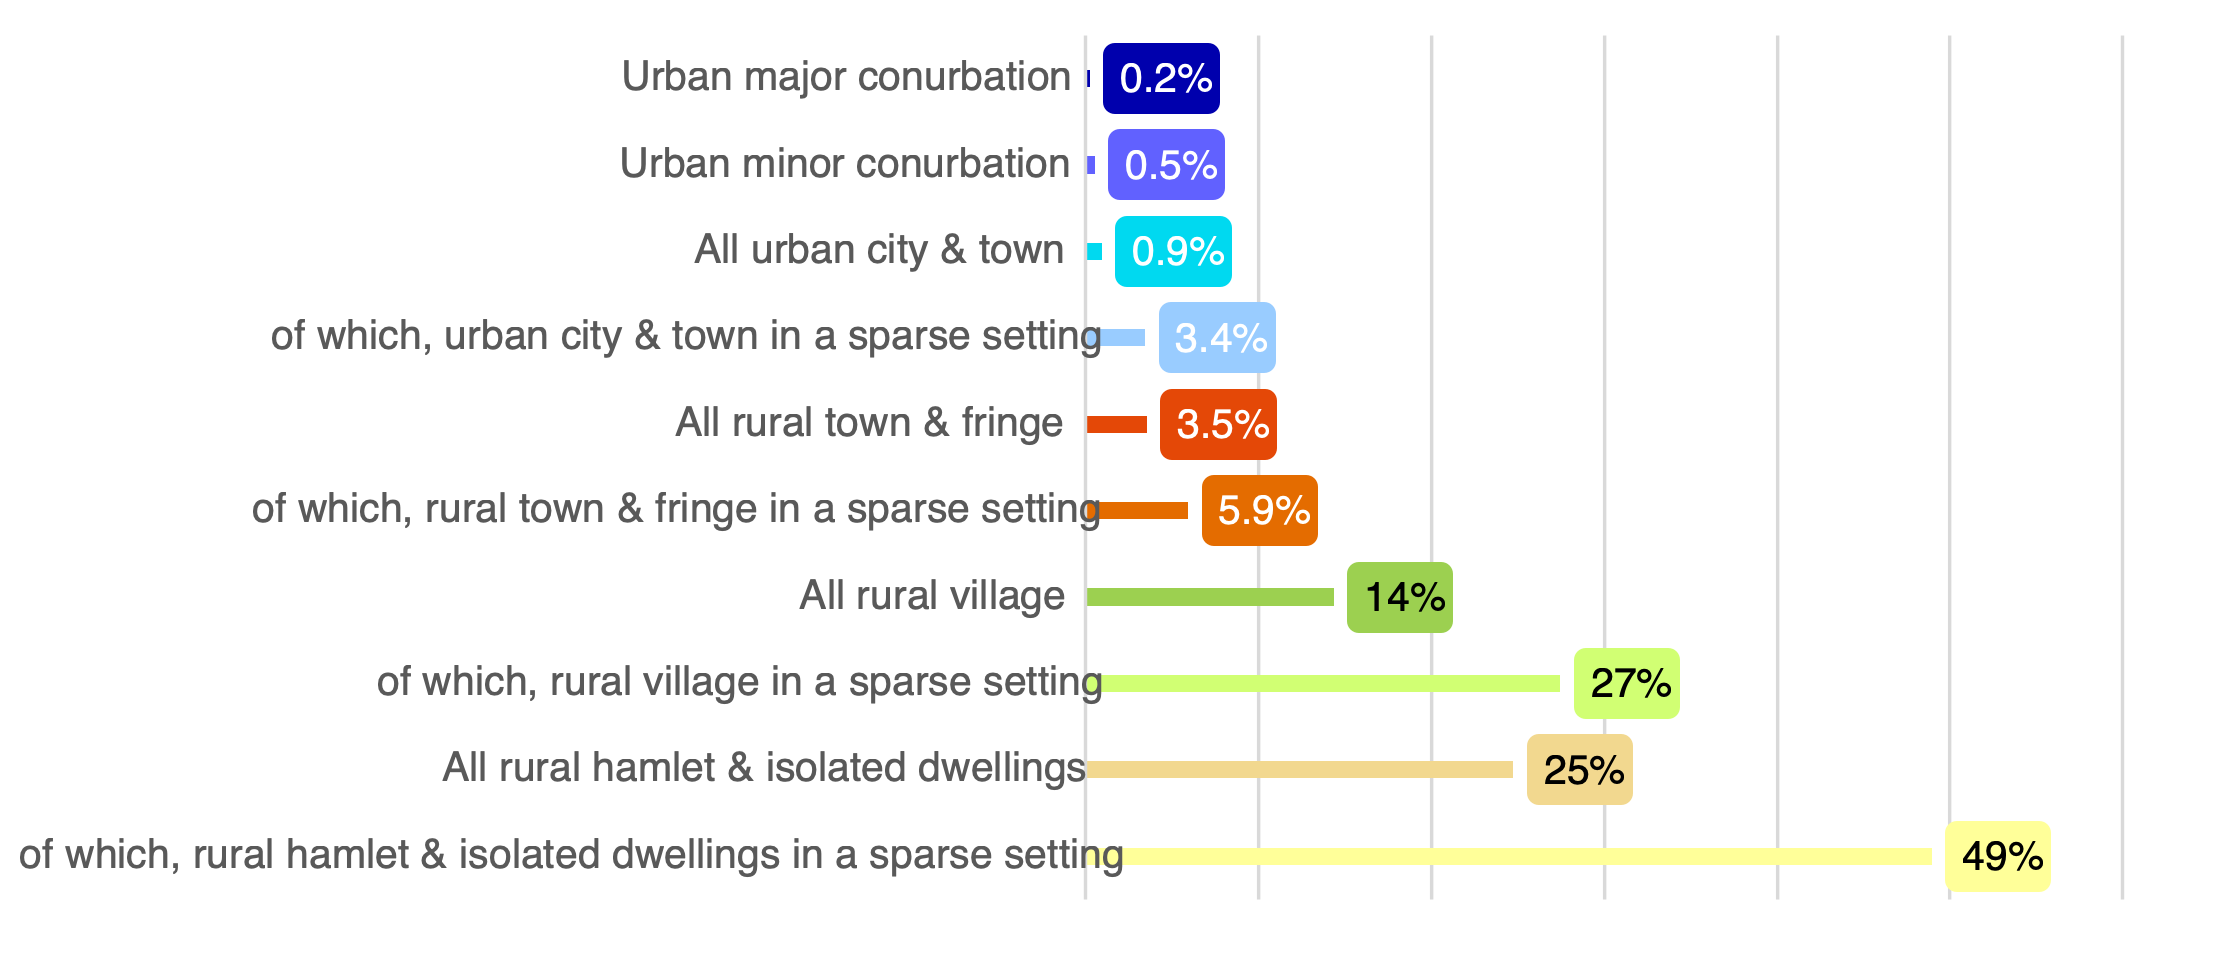 Urban major conurbation 0.2%
Urban minor conurbation 0.5%
All urban city & town 0.9%
of which, urban city & town in a sparse setting 3.4%
All rural town & fringe 3.5%
of which, rural town & fringe in a sparse setting 5.9%
All rural village 14%
of which, rural village in a sparse setting 27%
All rural hamlet & isolated dwellings 25%
of which, rural hamlet & isolated dwellings in a sparse setting 49%